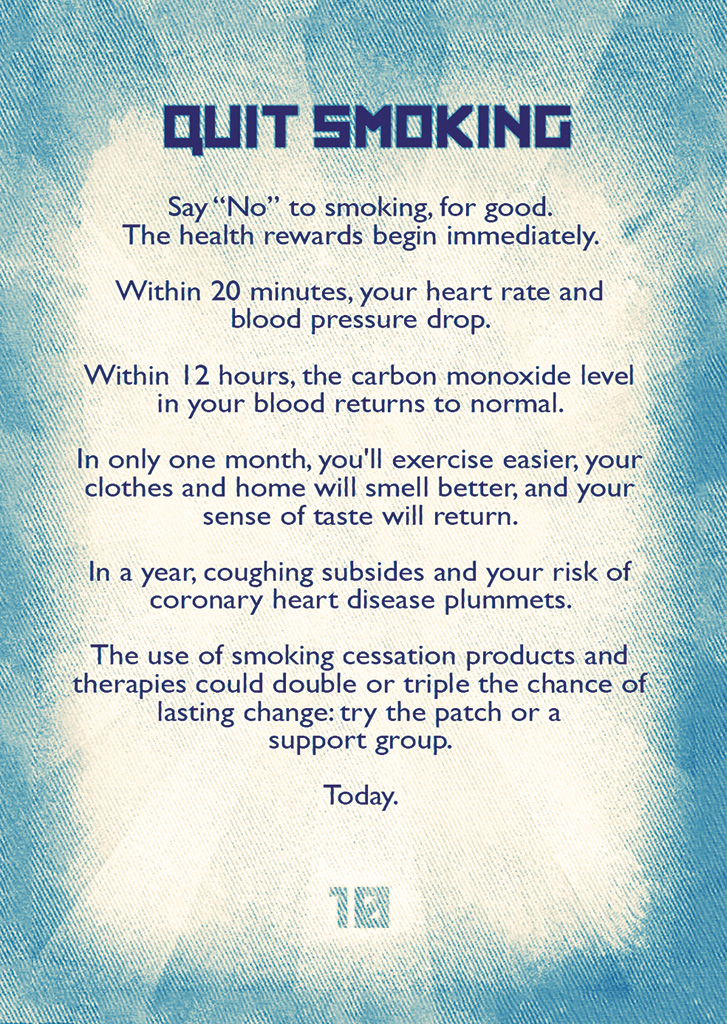 QUIT SMOKING
Say “No” to smoking, for good.
The health rewards begin immediately.
Within 20 minutes, your heart rate and
blood pressure drop.
Within 12 hours, the carbon monoxide level
in your blood returns to normal.
In only one month, you'll exercise easier, your
clothes and home will smell better, and your
sense of taste will return.
In a year, coughing subsides and your risk of
coronary heart disease plummets.
The use of smoking cessation products and
therapies could double or triple the chance of
lasting change: try the patch or a
support group.
Today.
10